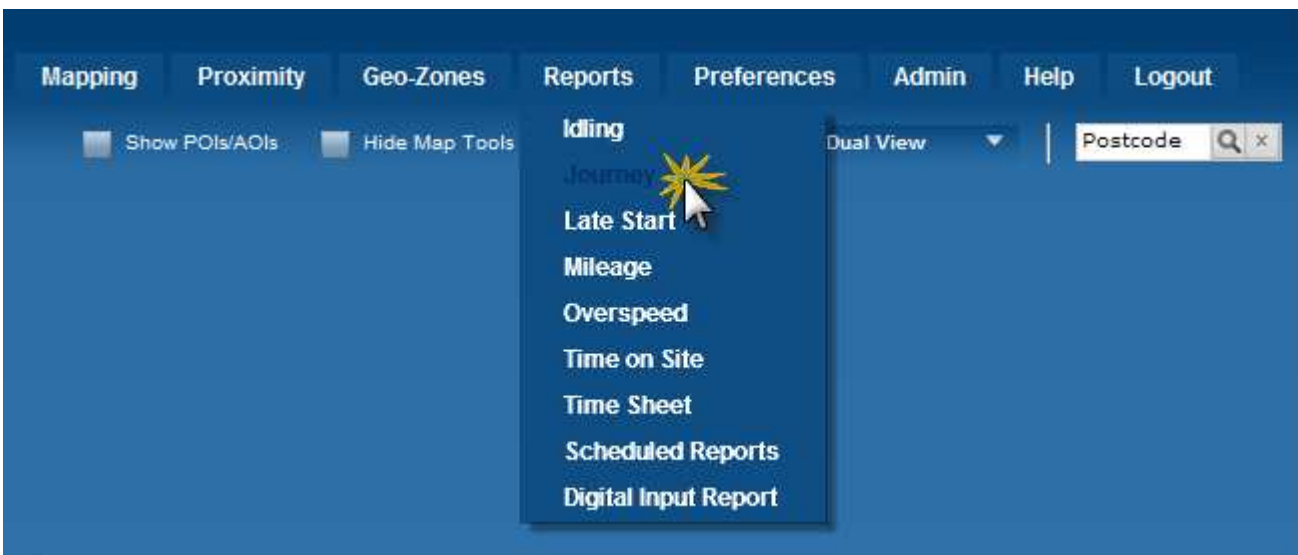 Mapping Proximity Geo-Zones Reports Preferences Admin Help Logout
Show POIs/AOIs Hide Map Tools Dual View Postcode
Idling
Journey
Late Start
Mileage
Overspeed
Time on Site
Time Sheet
Scheduled Reports
Digital Input Report